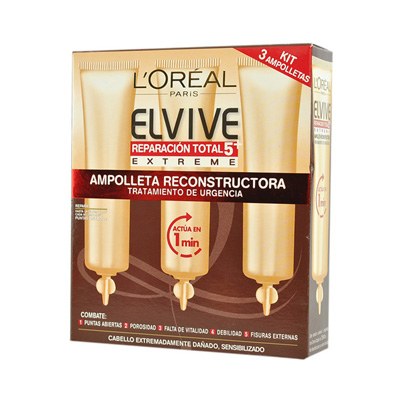 KIT
3 AMPOLLETAS
L'ORÉAL
PARIS
ELVIVE
REPARACIÓN TOTAL 5
EXTREME
AMPOLLETA RECONSTRUCTORA
TRATAMIENTO DE URGENCIA
ACTÚA EN
1 min
COMBATE:
1 PUNTAS ABIERTAS 2 POROSIDAD 3 FALTA DE VITALIDAD 4 DEBILIDAD 5 FISURAS EXTERNAS
CABELLO EXTREMADAMENTE DAÑADO, SENSIBILIZADO